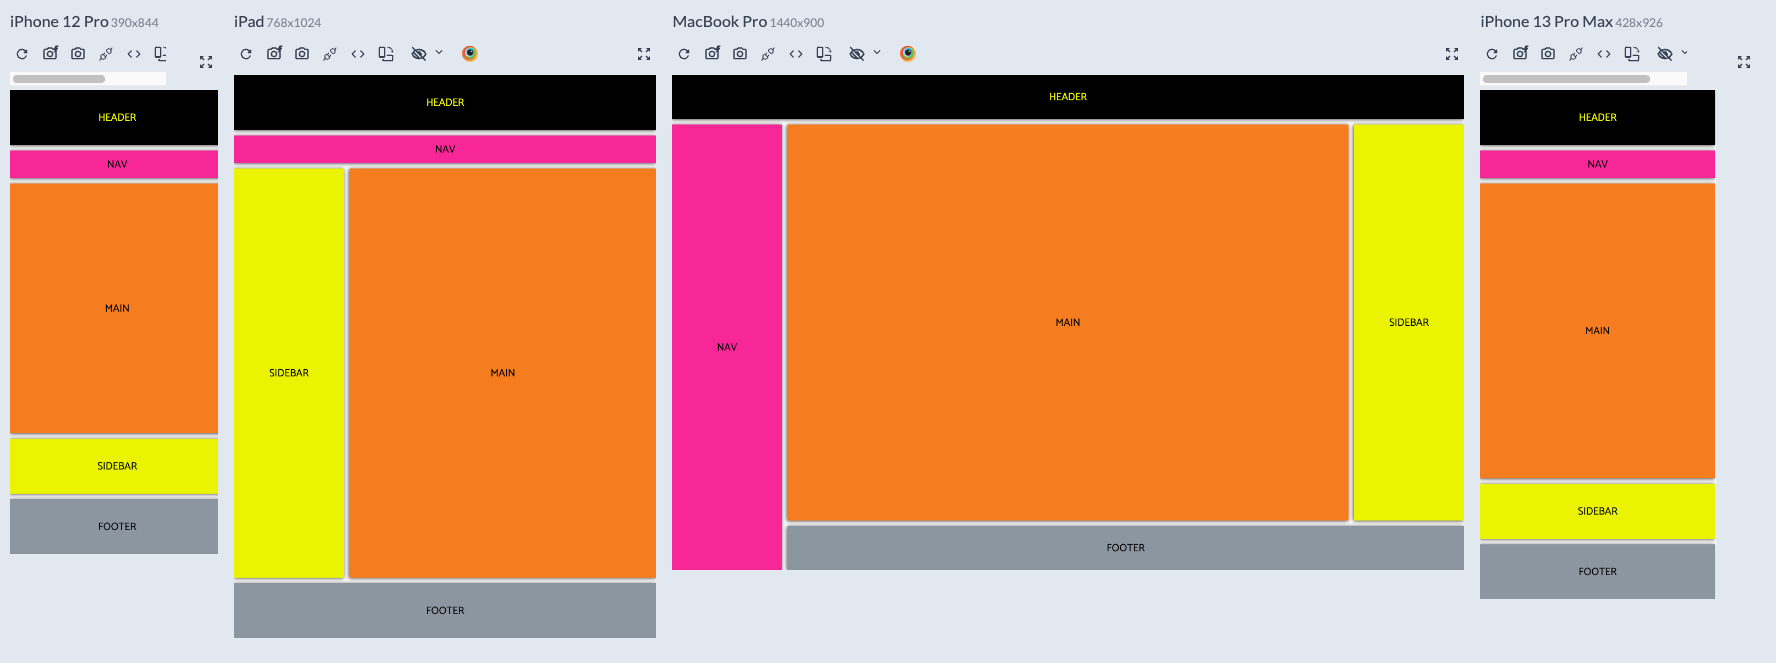 iPhone 12 Pro 390x844
HEADER
NAV
MAIN
SIDEBAR
FOOTER
iPad 768x1024
HEADER
NAV
SIDEBAR
MAIN
FOOTER
MacBook Pro 1440x900
HEADER
NAV
MAIN
SIDEBAR
FOOTER
iPhone 13 Pro Max 428x926
HEADER
NAV
MAIN
SIDEBAR
FOOTER